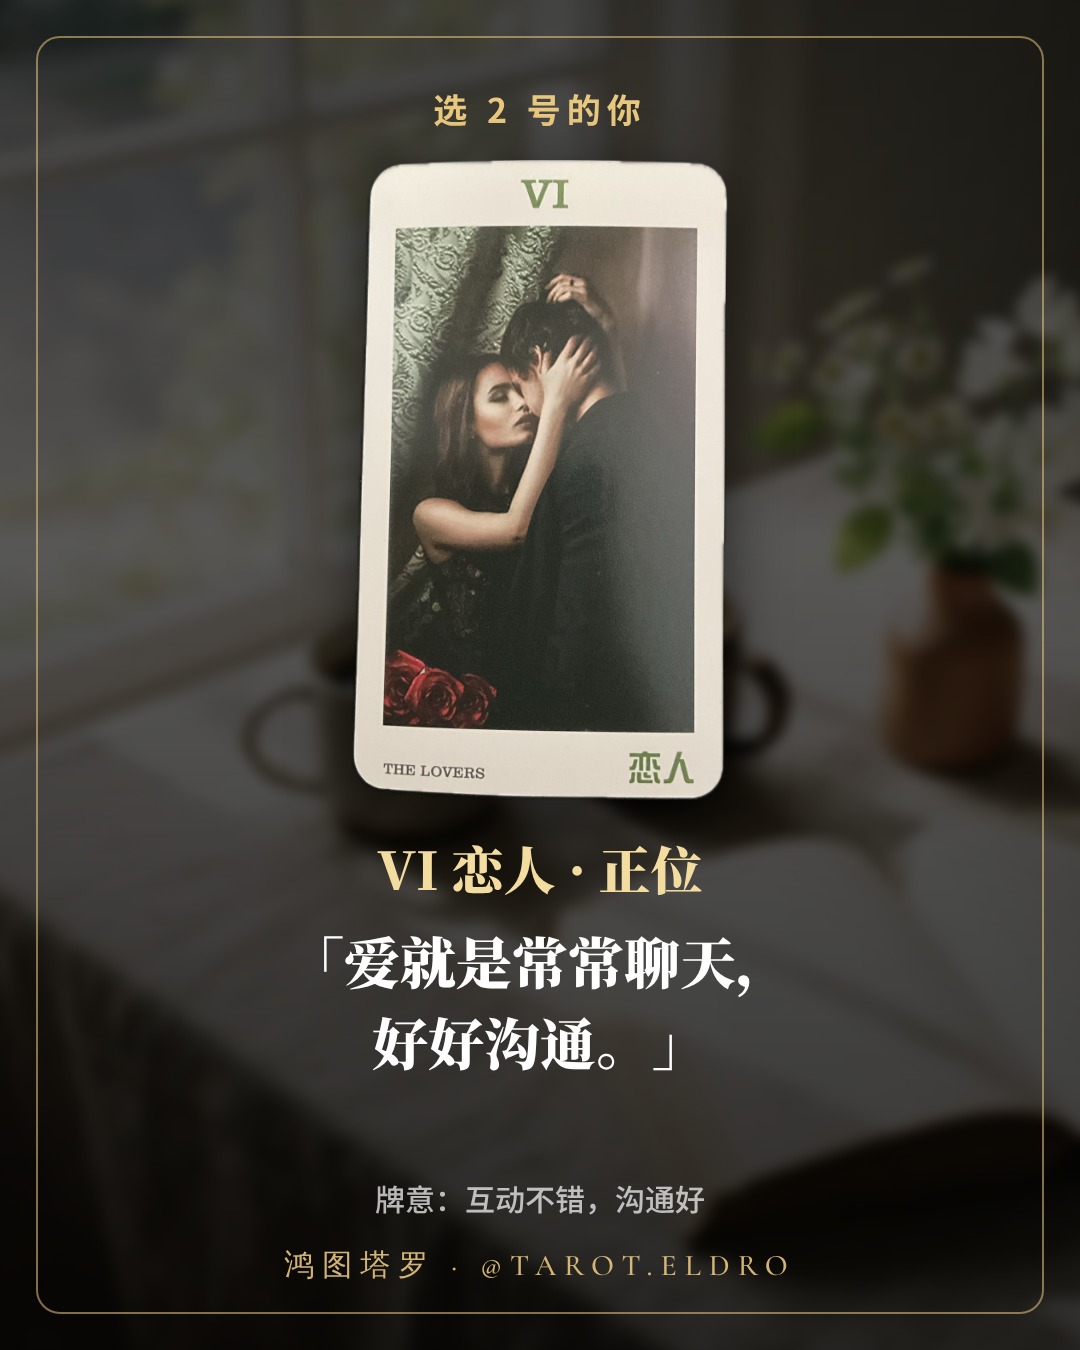 选 2 号的你
VI
THE LOVERS
恋人
VI 恋人 · 正位
「爱就是常常聊天，
好好沟通。」
牌意：互动不错，沟通好
鸿图塔罗 · @TAROT.ELDRO